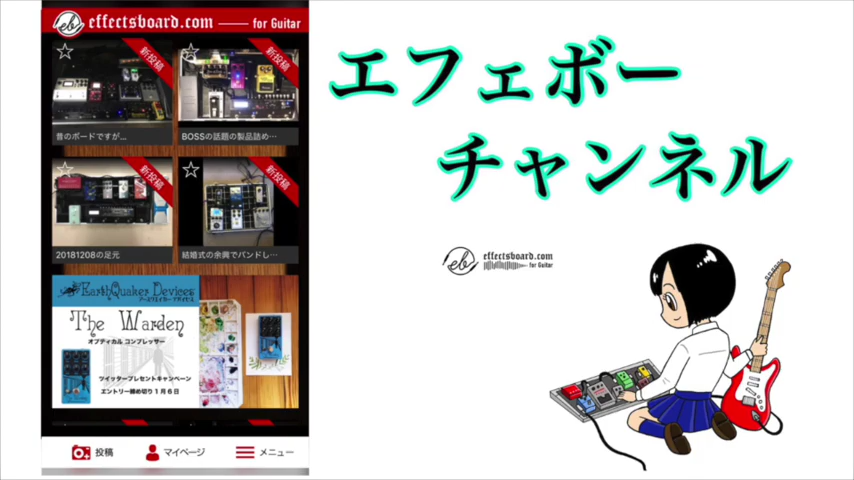 effectsboard.com
for Guitar
新投稿
新投稿
昔のボードですが...
BOSSの話題の製品詰め…
新投稿
新投稿
20181208の足元
結婚式の余興でバンドし…
EarthQuaker Devices
アースクエイカー デバイセス
The Warden
オプティカル コンプレッサー
ツイッタープレゼントキャンペーン
エントリー締め切り1月6日
投稿
マイページ
メニュー
エフェボー
チャンネル
eb
effectsboard.com
for Guitar